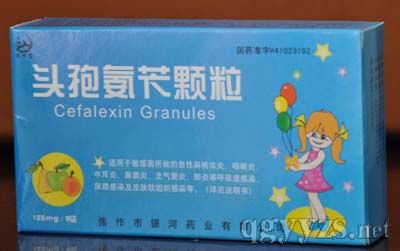 国药准字H41023192
头孢氨苄颗粒
Cefalexin Granules
适用于敏感菌所致的急性扁桃体炎、咽峡炎、
中耳炎、鼻窦炎、支气管炎、肺炎等呼吸道感染、
尿路感染及皮肤软组织感染等。(详见说明书)
125mg/9袋
焦作市银河药业有
qgyyzs.net